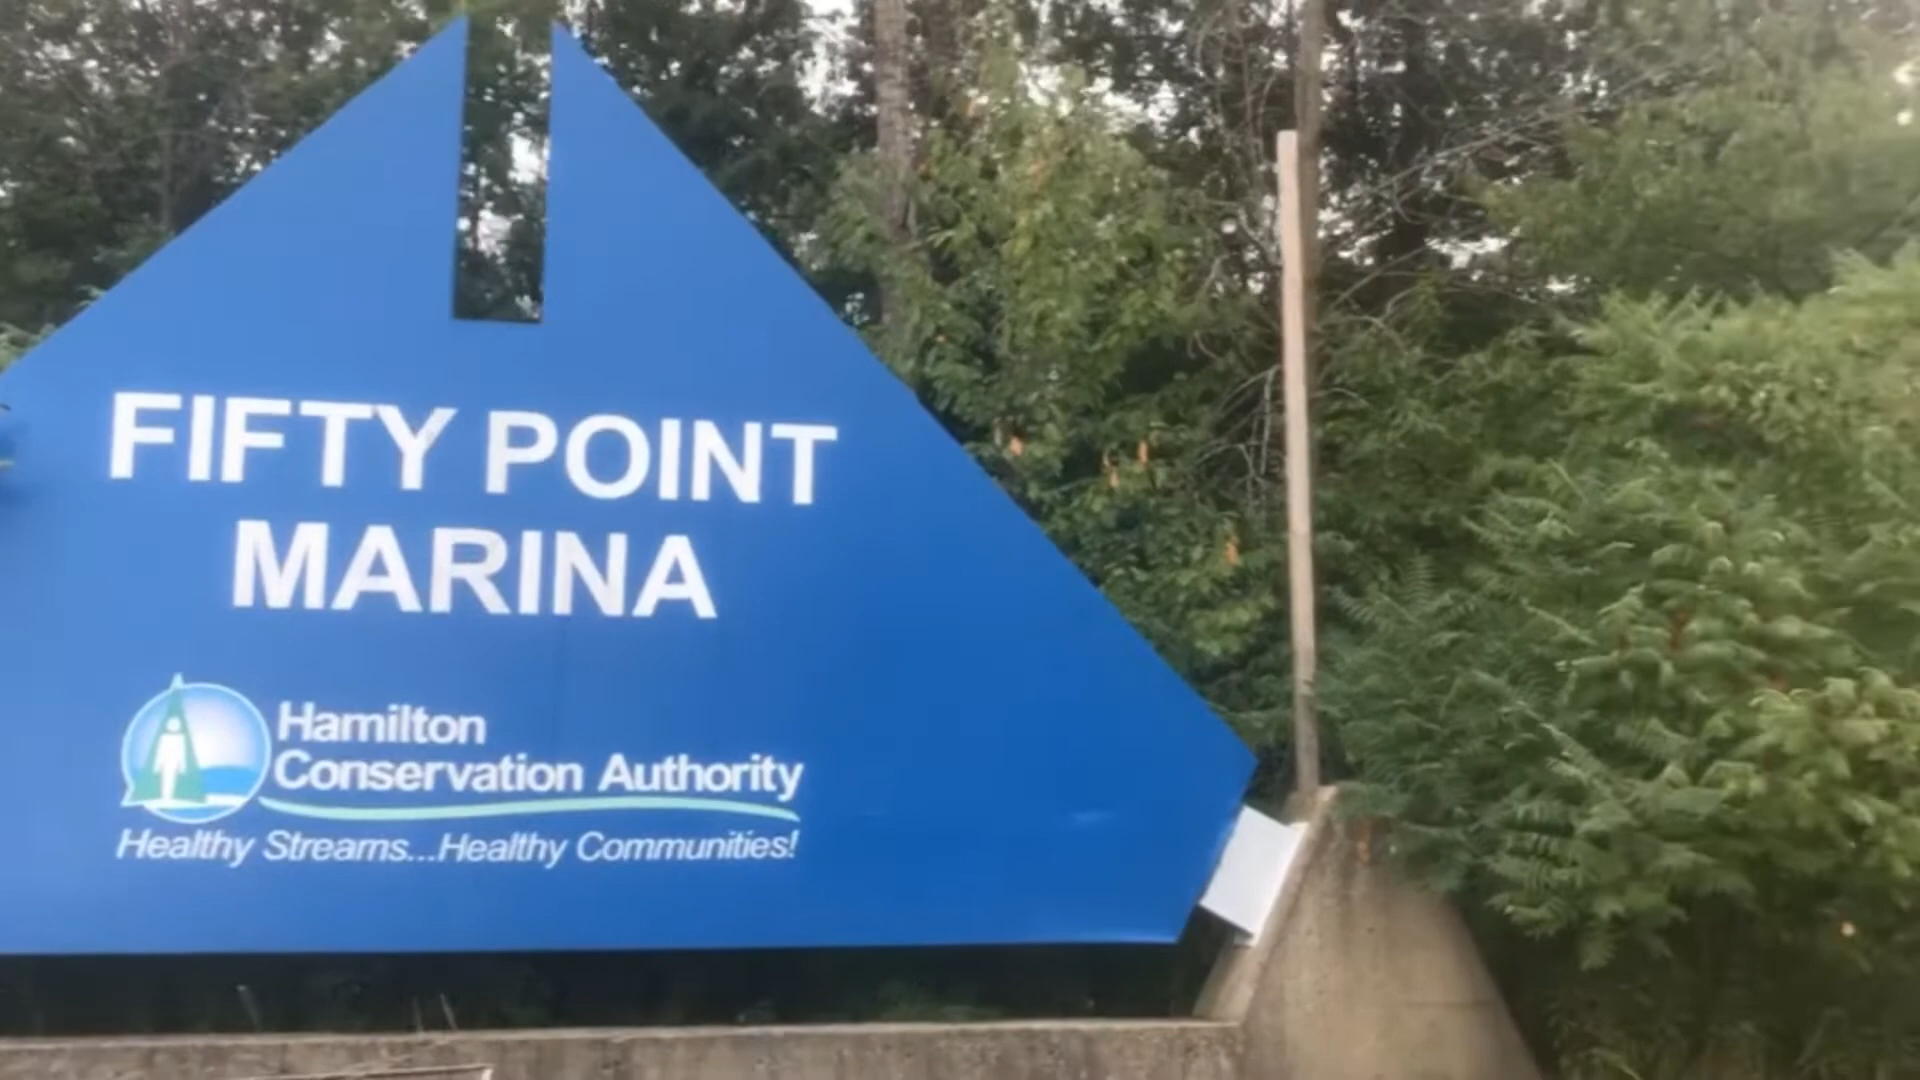 FIFTY POINT
MARINA
Hamilton
Conservation Authority
Healthy Streams...Healthy Communities!